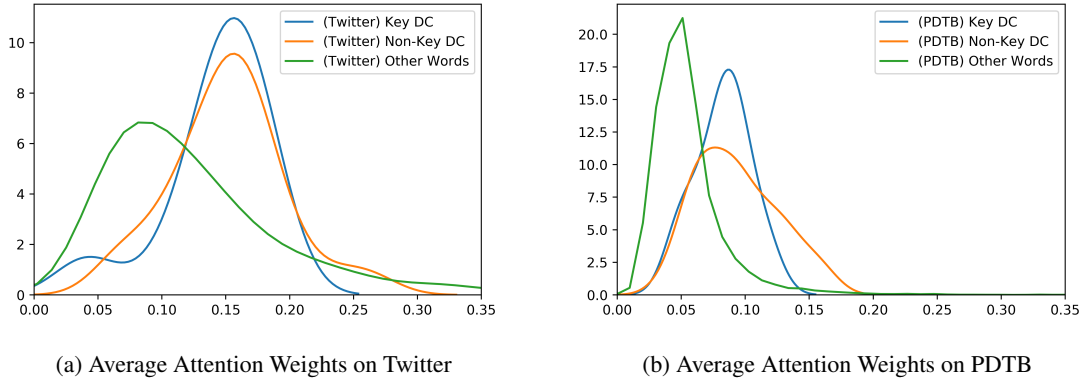 (Twitter) Key DC
(Twitter) Non-Key DC
(Twitter) Other Words
10
8
6
4
2
0
0.00 0.05 0.10 0.15 0.20 0.25 0.30 0.35
(a) Average Attention Weights on Twitter
(PDTB) Key DC
(PDTB) Non-Key DC
(PDTB) Other Words
20.0
17.5
15.0
12.5
10.0
7.5
5.0
2.5
0.0
0.00 0.05 0.10 0.15 0.20 0.25 0.30 0.35
(b) Average Attention Weights on PDTB